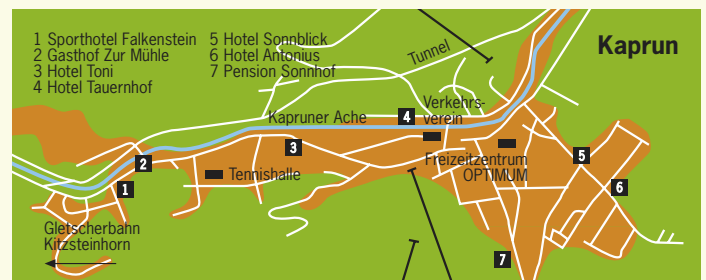 1 Sporthotel Falkenstein
2 Gasthof Zur Mühle
3 Hotel Toni
4 Hotel Tauernhof
5 Hotel Sonnblick
6 Hotel Antonius
7 Pension Sonnhof
Kaprun
Tunnel
Kapruner Ache
4
Verkehrs-
verein
3
2
Tennishalle
Freizeitzentrum
OPTIMUM
5
1
6
Gletscherbahn
Kitzsteinhorn
7